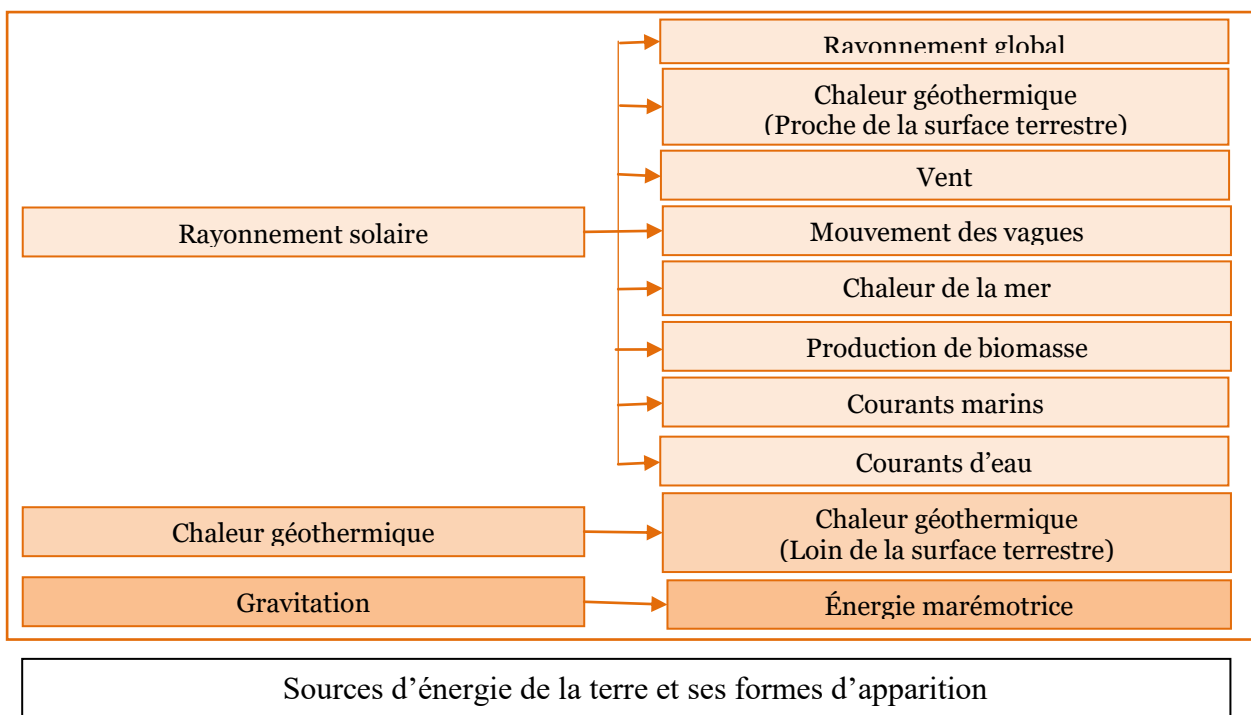 Rayonnement global
Chaleur géothermique
(Proche de la surface terrestre)
Vent
Rayonnement solaire
Mouvement des vagues
Chaleur de la mer
Production de biomasse
Courants marins
Courants d’eau
Chaleur géothermique
Chaleur géothermique
(Loin de la surface terrestre)
Gravitation
Énergie marémotrice
Sources d’énergie de la terre et ses formes d’apparition